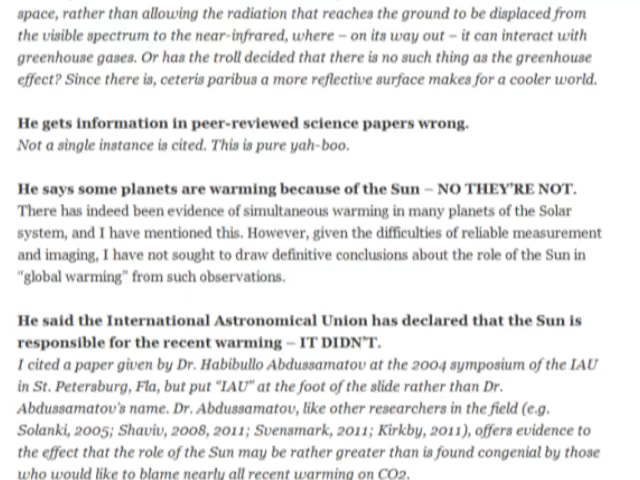 space, rather than allowing the radiation that reaches the ground to be displaced from
the visible spectrum to the near-infrared, where – on its way out – it can interact with
greenhouse gases. Or has the troll decided that there is no such thing as the greenhouse
effect? Since there is, ceteris paribus a more reflective surface makes for a cooler world.
He gets information in peer-reviewed science papers wrong.
Not a single instance is cited. This is pure yah-boo.
He says some planets are warming because of the Sun – NO THEY'RE NOT.
There has indeed been evidence of simultaneous warming in many planets of the Solar
system, and I have mentioned this. However, given the difficulties of reliable measurement
and imaging, I have not sought to draw definitive conclusions about the role of the Sun in
“global warming” from such observations.
He said the International Astronomical Union has declared that the Sun is
responsible for the recent warming – IT DIDN'T.
I cited a paper given by Dr. Habibullo Abdussamatov at the 2004 symposium of the IAU
in St. Petersburg, Fla, but put “IAU” at the foot of the slide rather than Dr.
Abdussamatov's name. Dr. Abdussamatov, like other researchers in the field (e.g.
Solanki, 2005; Shaviv, 2008, 2011; Svensmark, 2011; Kirkby, 2011), offers evidence to
the effect that the role of the Sun may be rather greater than is found congenial by those
who would like to blame nearly all recent warming on CO2.